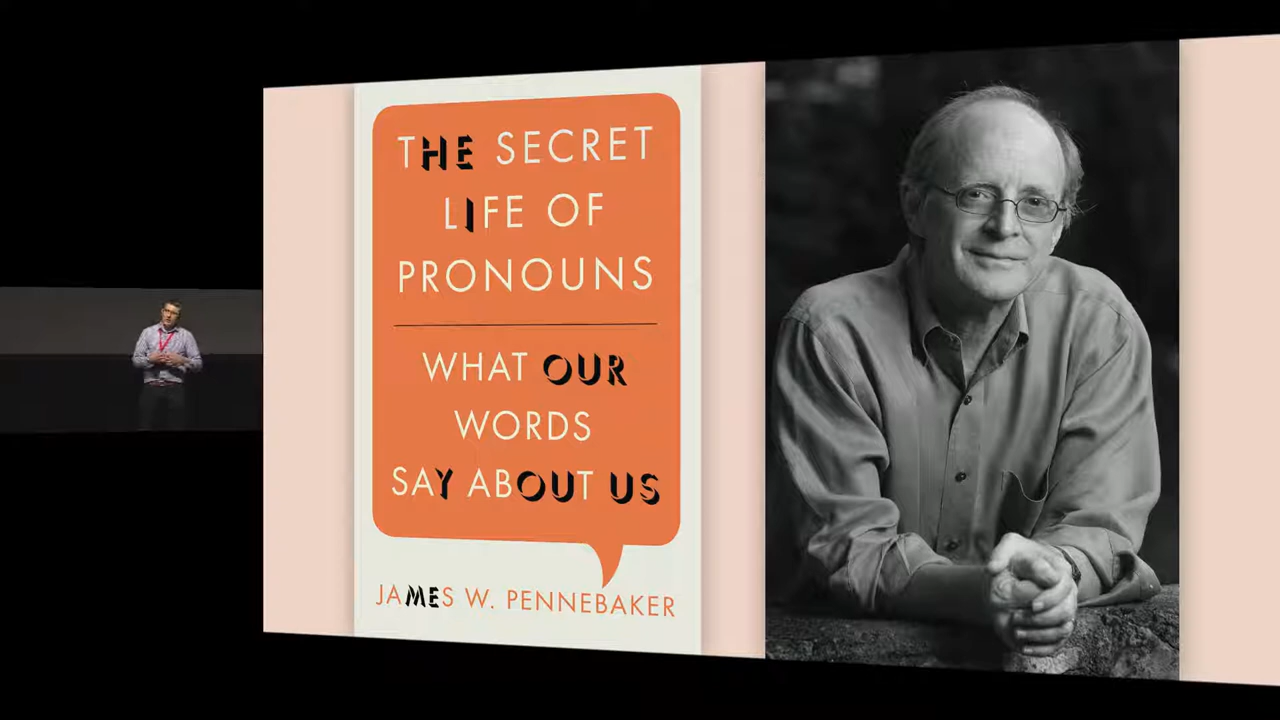 THE SECRET
LIFE OF
PRONOUNS
WHAT OUR
WORDS
SAY ABOUT US
JAMES W. PENNEBAKER